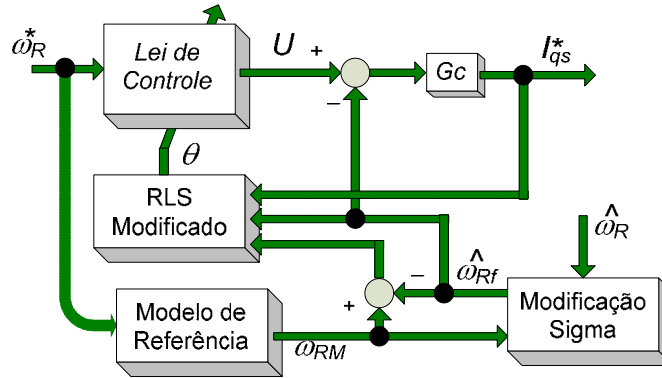 ω*R
Lei de
Controle
U
+
−
Gc
I*qs
θ
RLS
Modificado
ω̂R
−
ω̂Rf
+
Modelo de
Referência
ωRM
Modificação
Sigma